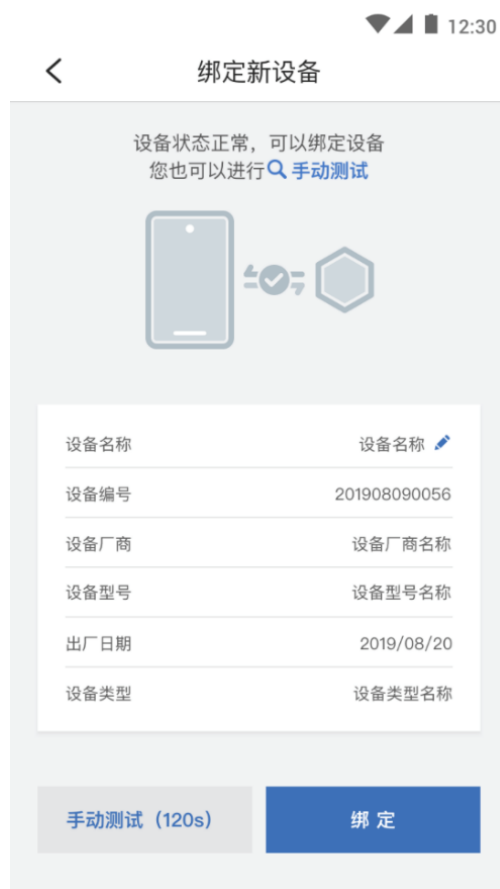 12:30
绑定新设备
设备状态正常，可以绑定设备
您也可以进行 手动测试
设备名称 设备名称
设备编号 201908090056
设备厂商 设备厂商名称
设备型号 设备型号名称
出厂日期 2019/08/20
设备类型 设备类型名称
手动测试（120s） 绑 定